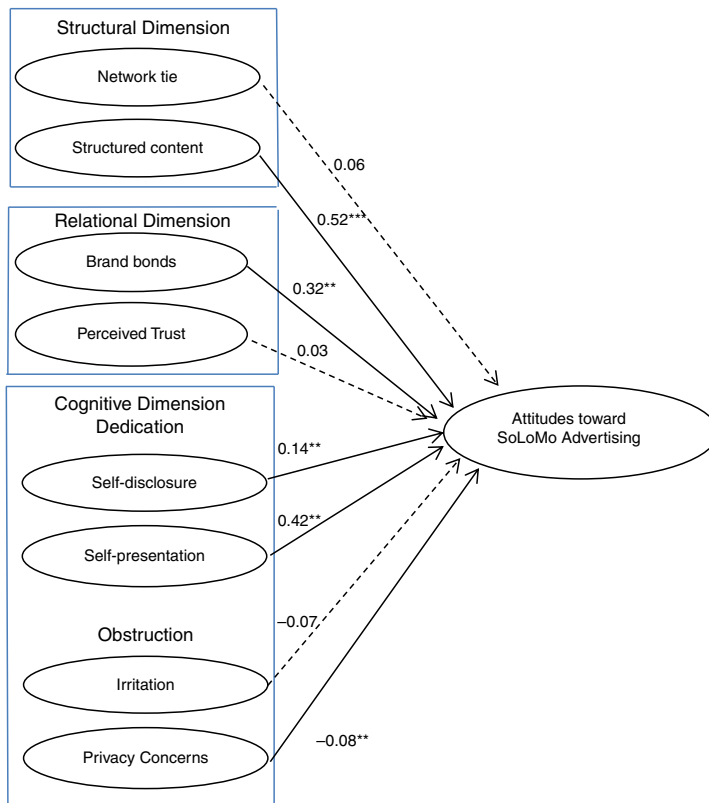 Structural Dimension
Network tie
Structured content
0.06
0.52***
Relational Dimension
Brand bonds
0.32**
Perceived Trust
0.03
Cognitive Dimension
Dedication
Attitudes toward
SoLoMo Advertising
0.14**
Self-disclosure
0.42**
Self-presentation
–0.07
Obstruction
Irritation
–0.08**
Privacy Concerns